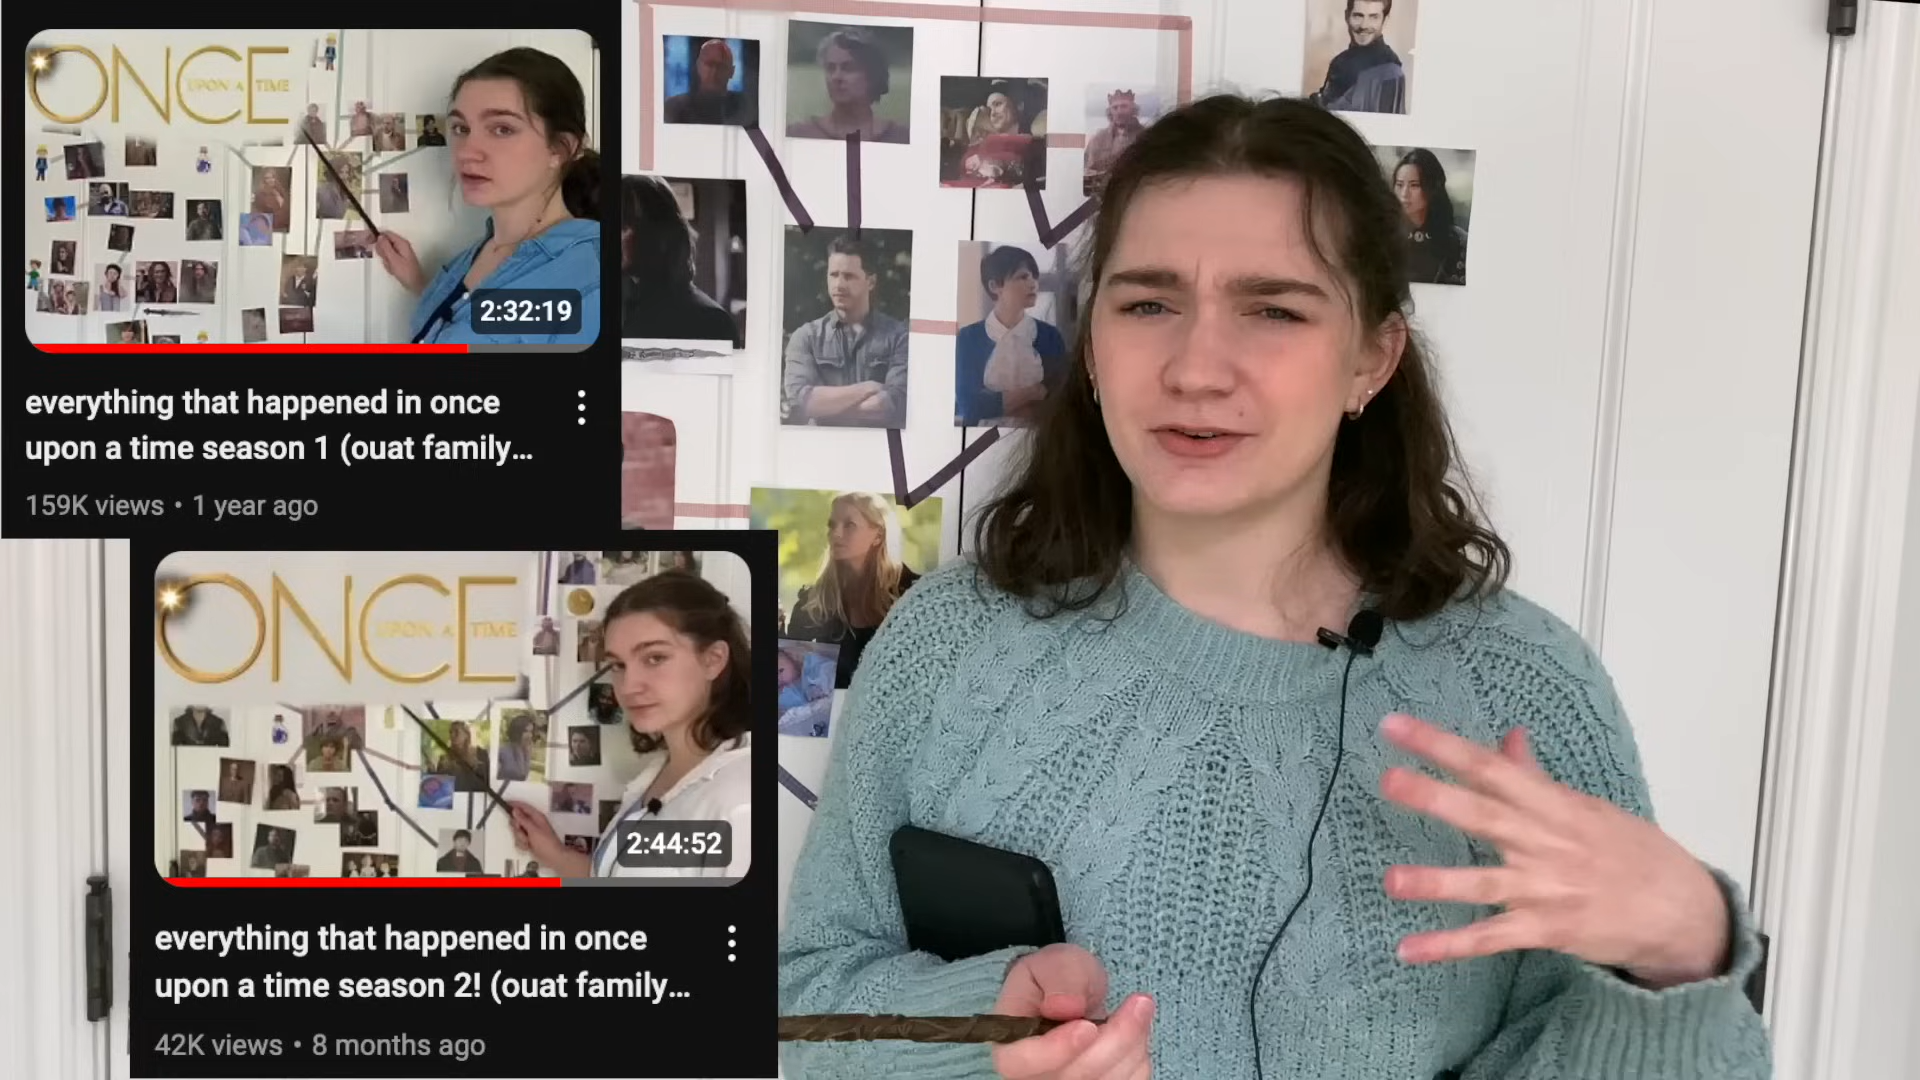 ONCE
UPON A TIME
2:32:19
everything that happened in once
upon a time season 1 (ouat family...
159K views • 1 year ago
ONCE
UPON A TIME
2:44:52
everything that happened in once
upon a time season 2! (ouat family...
42K views • 8 months ago